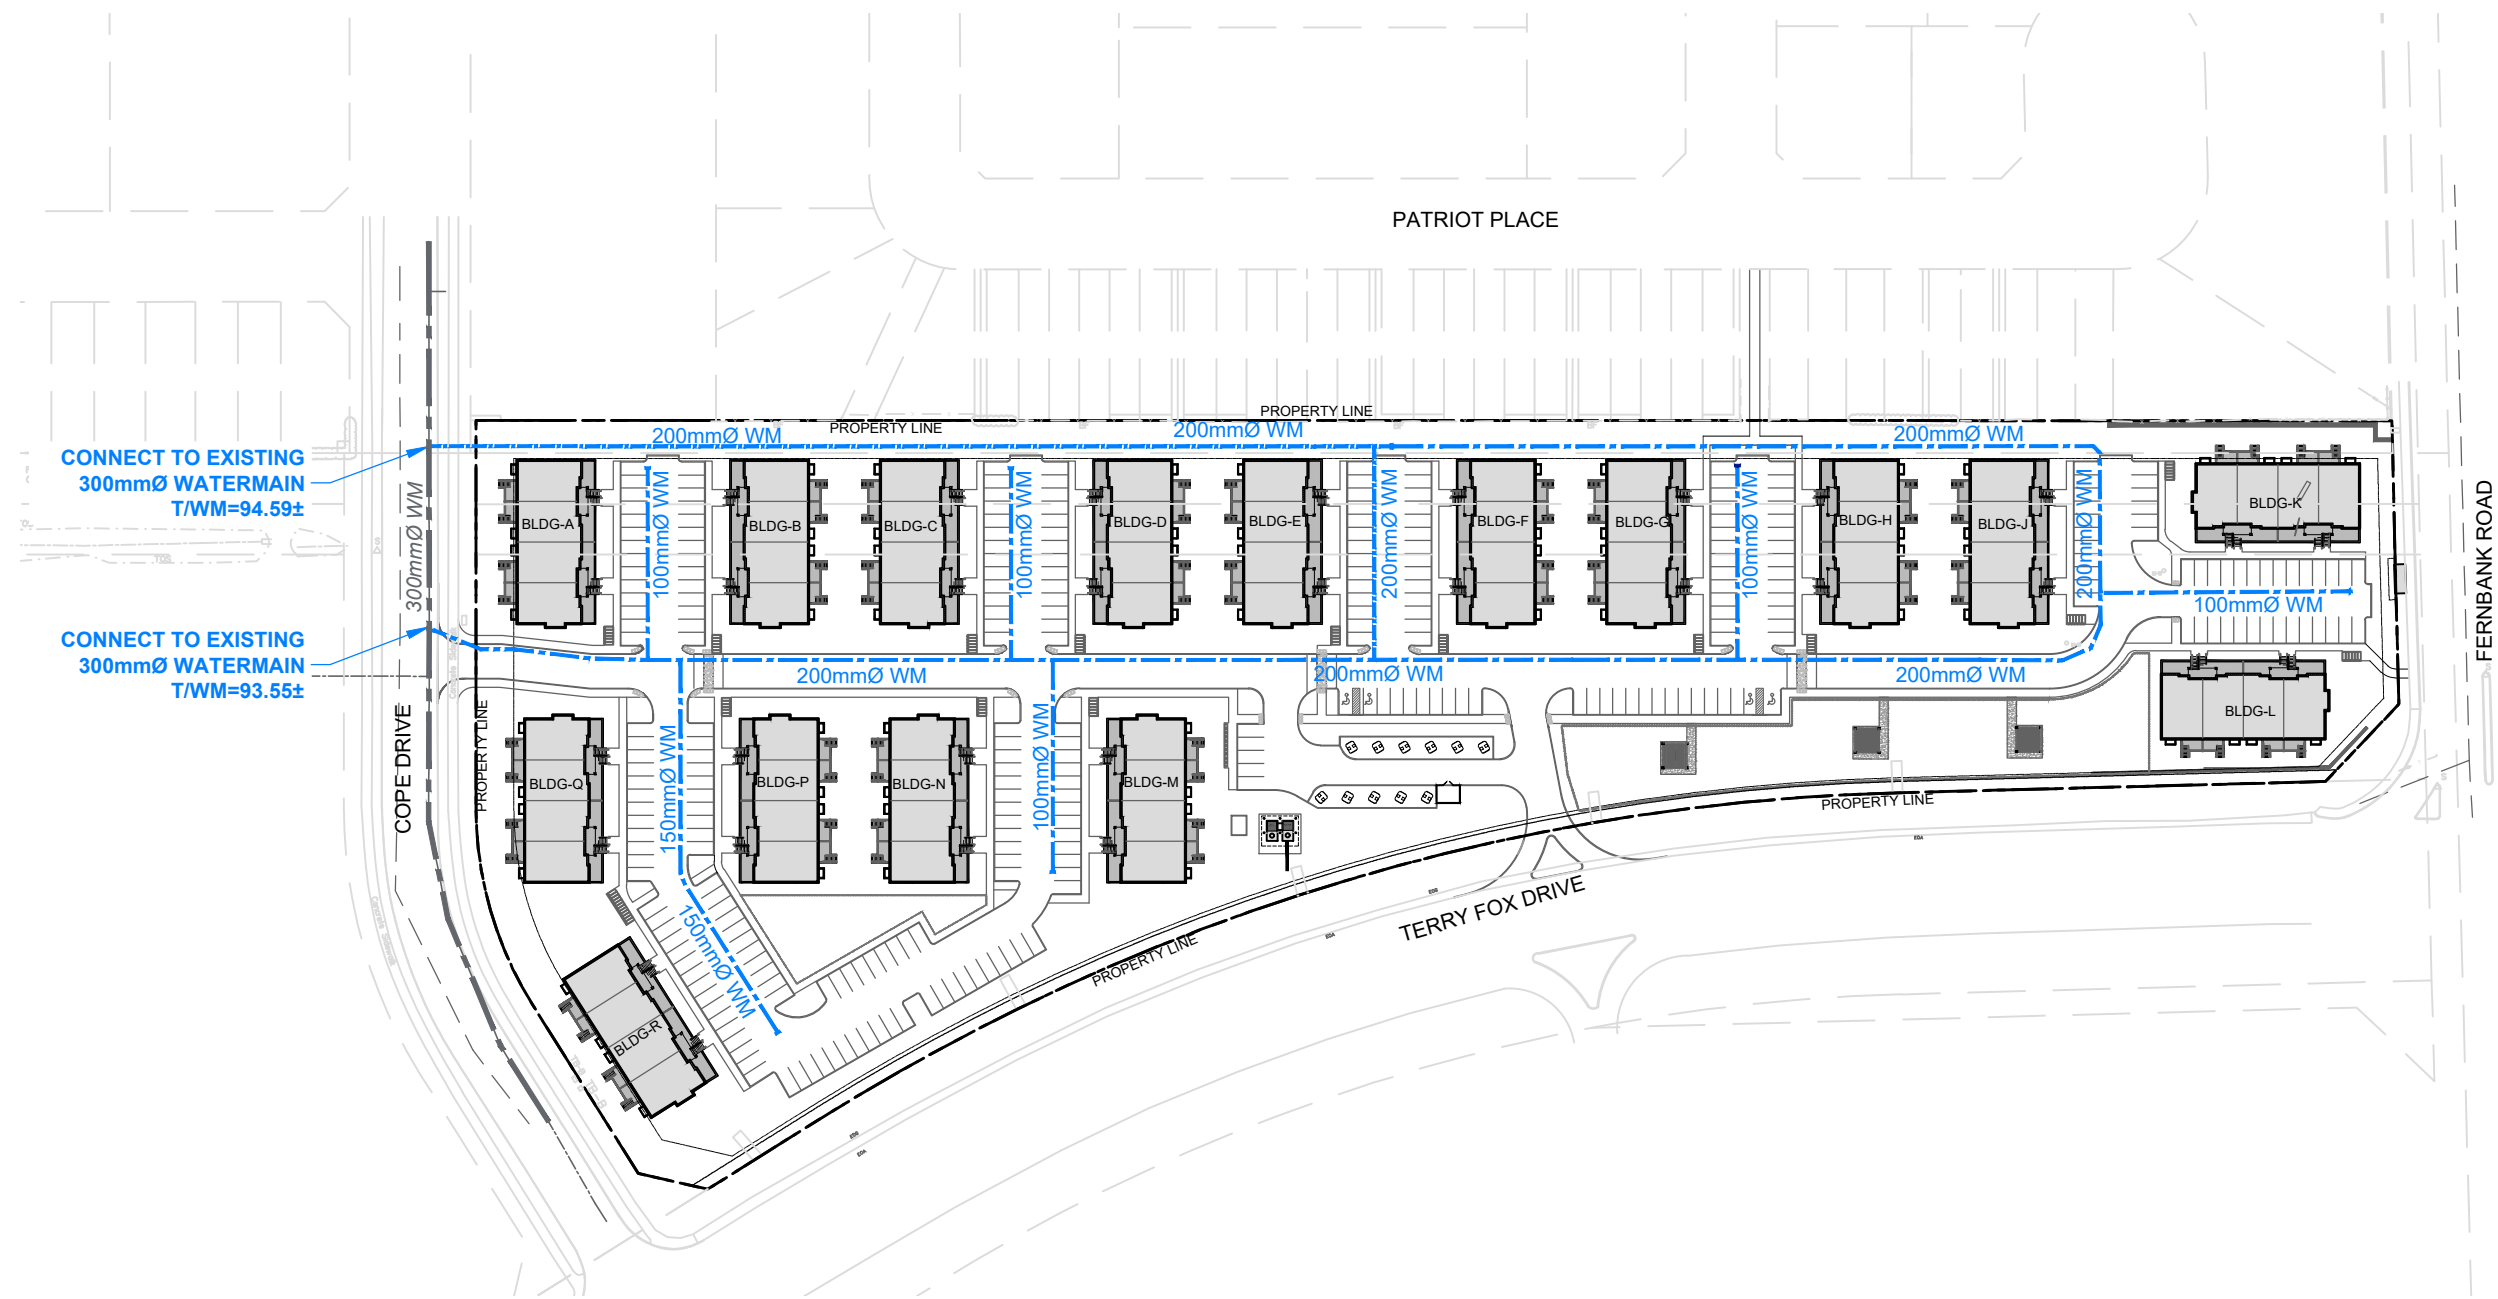 PATRIOT PLACE
PROPERTY LINE
PROPERTY LINE
200mmØ WM
200mmØ WM
200mmØ WM
CONNECT TO EXISTING
300mmØ WATERMAIN
T/WM=94.59±
300mmØ WM
BLDG-A
100mmØ WM
BLDG-B
BLDG-C
100mmØ WM
BLDG-D
BLDG-E
200mmØ WM
BLDG-F
BLDG-G
100mmØ WM
BLDG-H
BLDG-J
200mmØ WM
BLDG-K
100mmØ WM
FERNBANK ROAD
CONNECT TO EXISTING
300mmØ WATERMAIN
T/WM=93.55±
200mmØ WM
200mmØ WM
200mmØ WM
COPE DRIVE
PROPERTY LINE
BLDG-Q
150mmØ WM
BLDG-P
BLDG-N
100mmØ WM
BLDG-M
BLDG-L
PROPERTY LINE
TERRY FOX DRIVE
PROPERTY LINE
150mmØ WM
BLDG-R